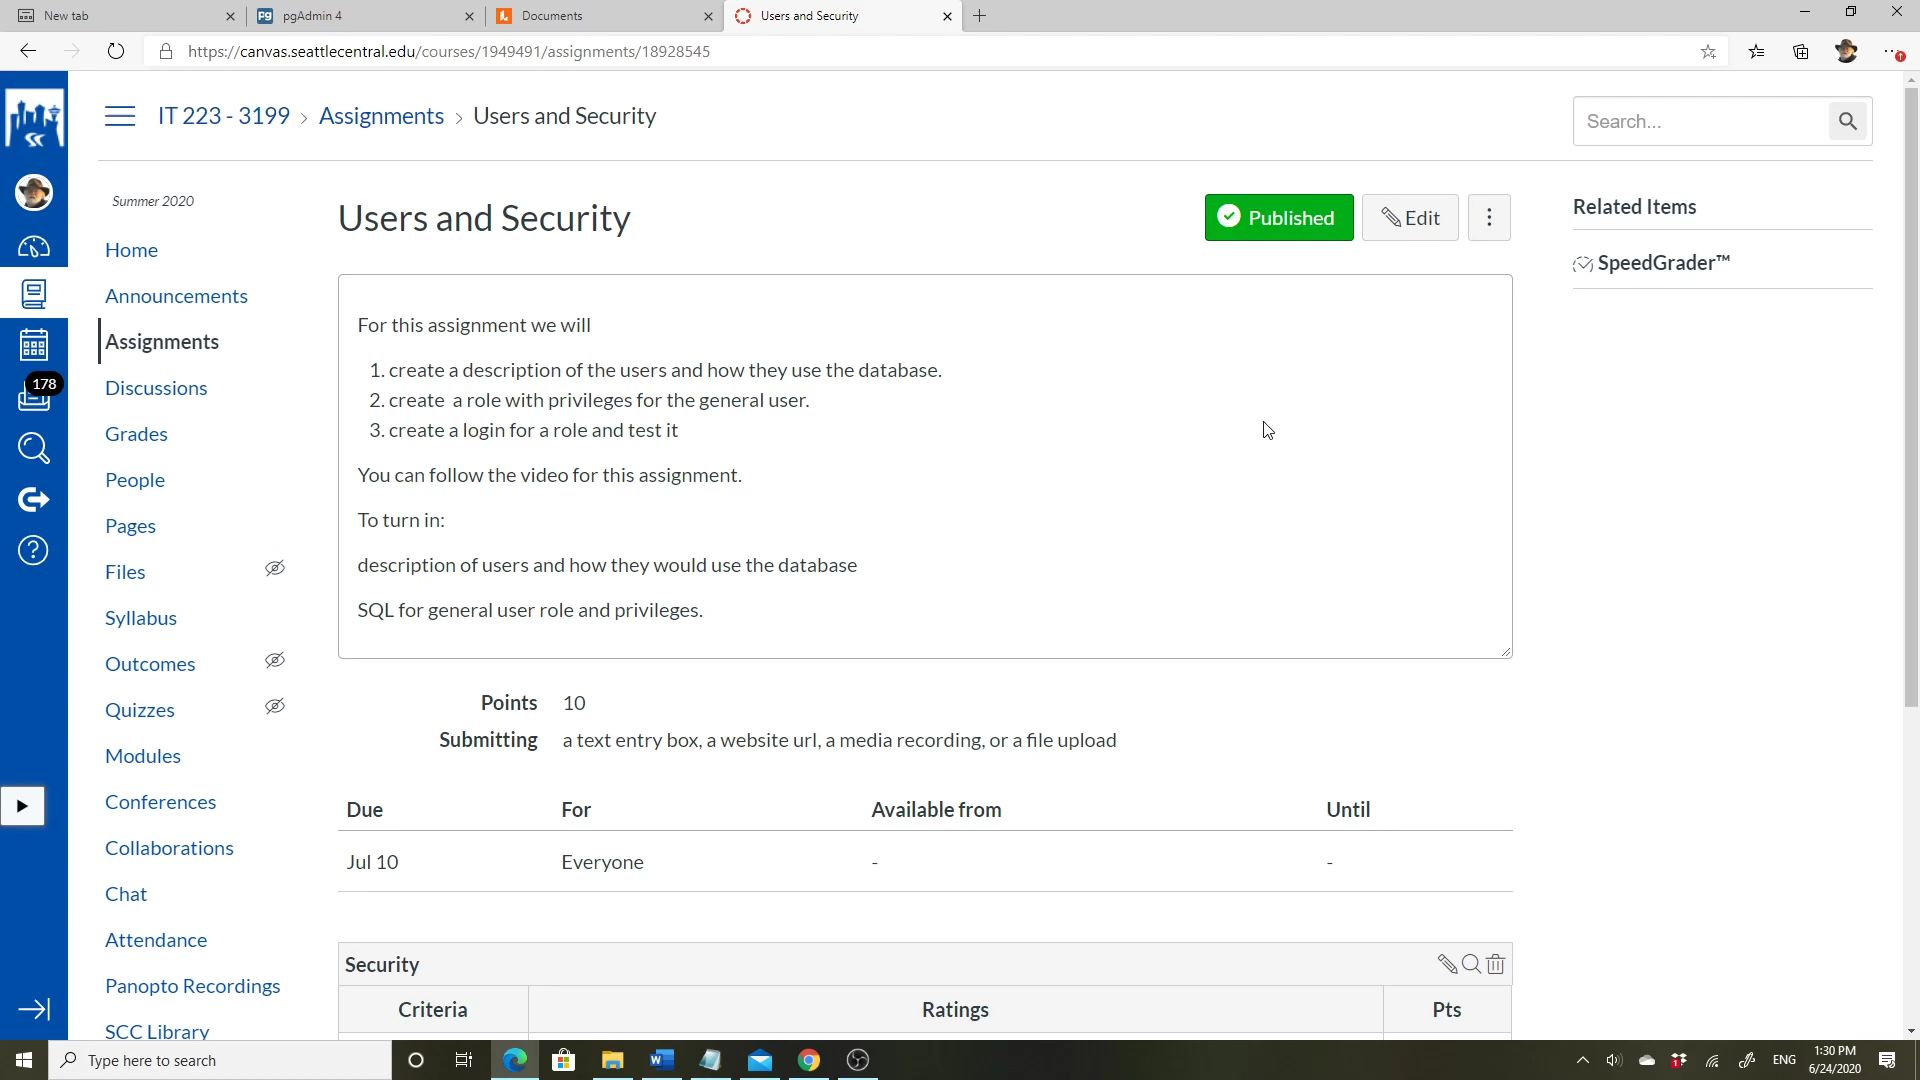 New tab
pgAdmin 4
Documents
Users and Security
https://canvas.seattlecentral.edu/courses/1949491/assignments/18928545
IT 223 - 3199 > Assignments > Users and Security
Search...
Summer 2020
Home
Announcements
Assignments
Discussions
Grades
People
Pages
Files
Syllabus
Outcomes
Quizzes
Modules
Conferences
Collaborations
Chat
Attendance
Panopto Recordings
SCC Library
178
Users and Security
Published
Edit
Related Items
SpeedGrader™
For this assignment we will
1. create a description of the users and how they use the database.
2. create a role with privileges for the general user.
3. create a login for a role and test it
You can follow the video for this assignment.
To turn in:
description of users and how they would use the database
SQL for general user role and privileges.
Points 10
Submitting a text entry box, a website url, a media recording, or a file upload
Due For Available from Until
Jul 10 Everyone - -
Security
Criteria Ratings Pts
Type here to search
ENG
1:30 PM
6/24/2020